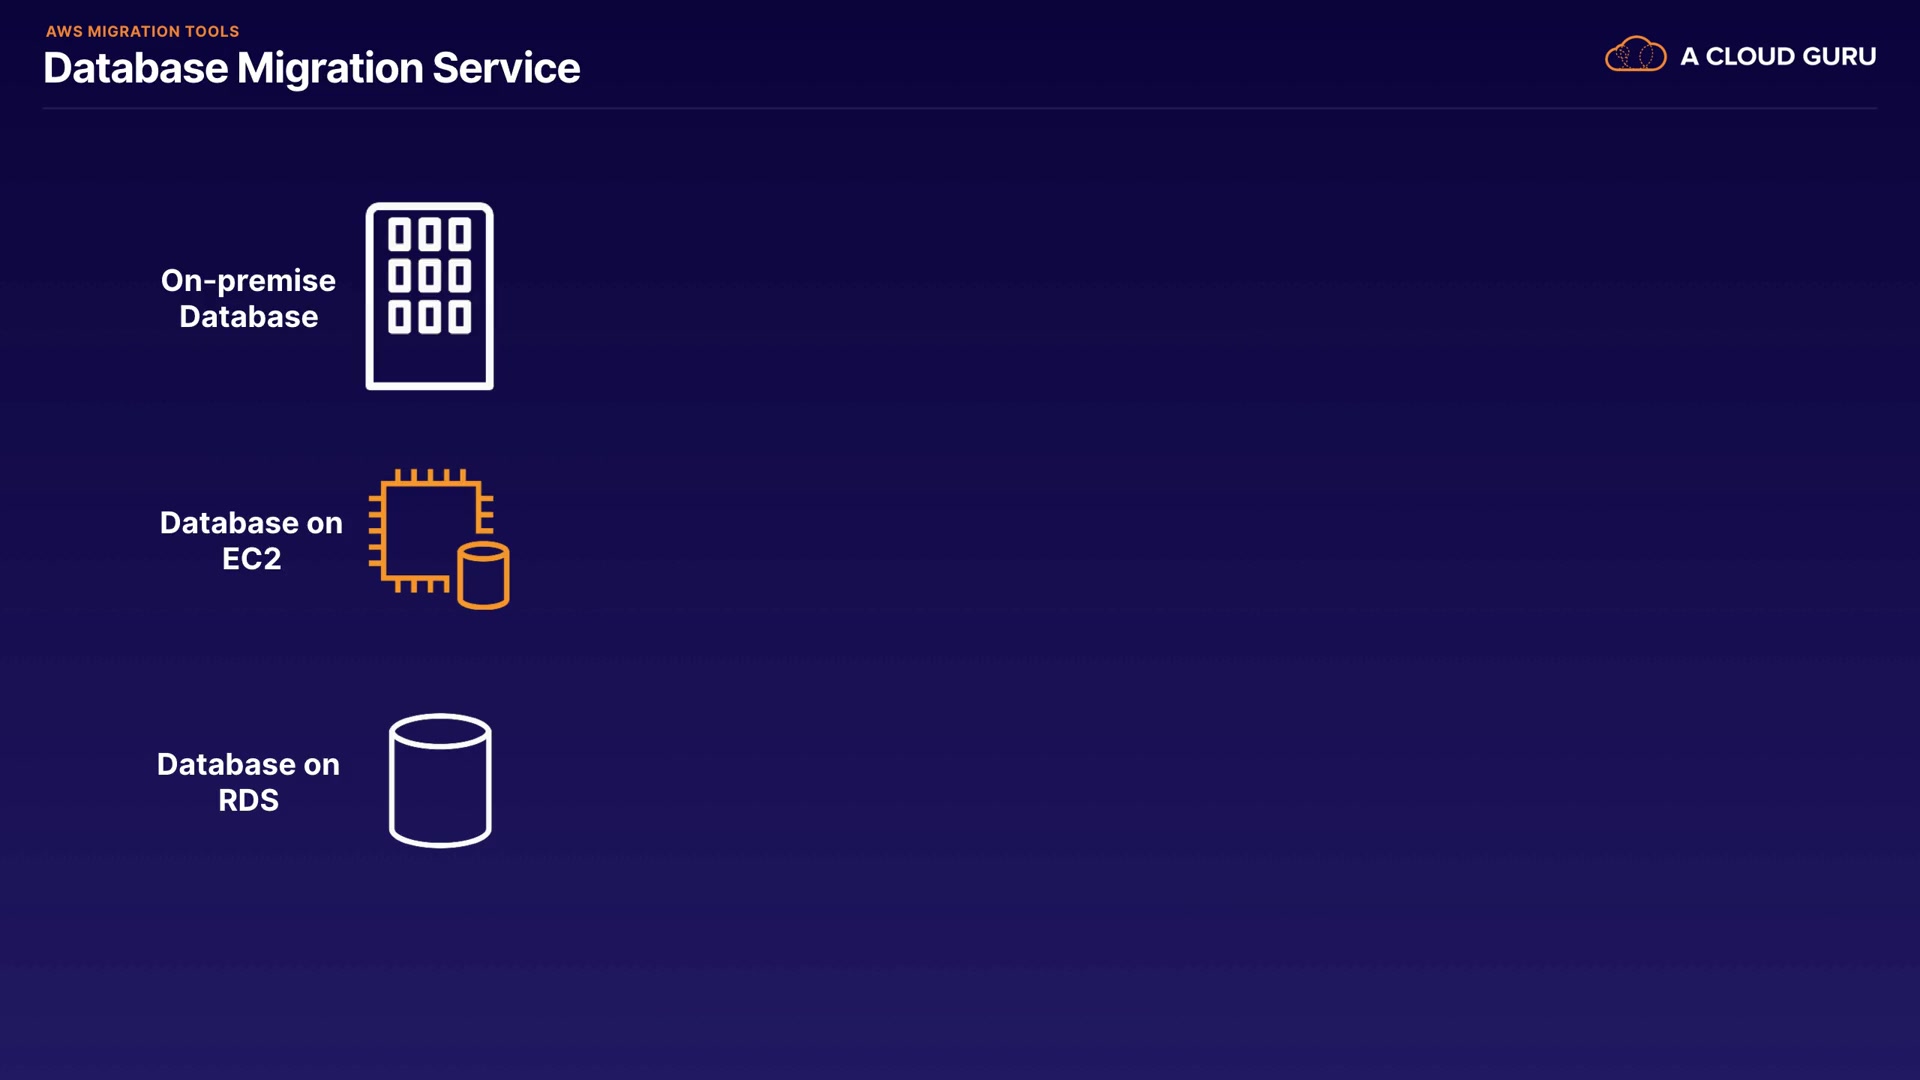 AWS MIGRATION TOOLS
Database Migration Service
A CLOUD GURU
On-premise
Database
Database on
EC2
Database on
RDS